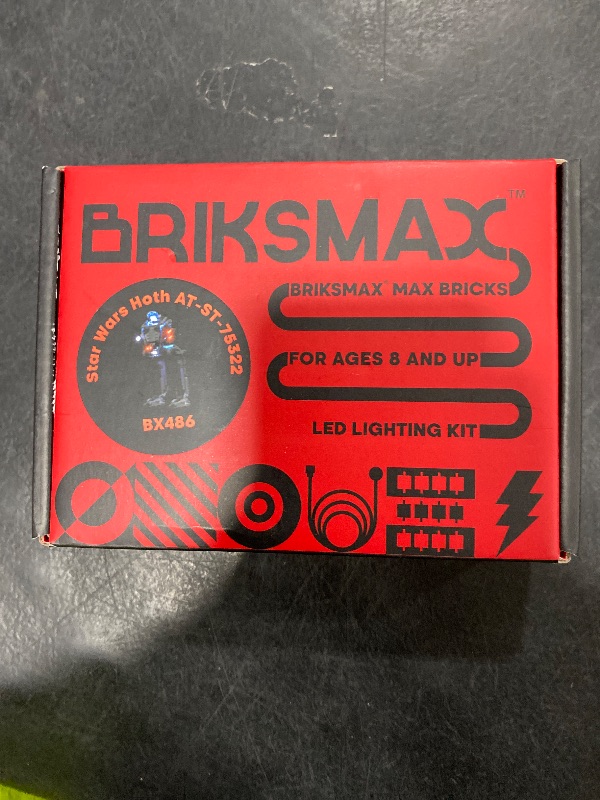 BRIKSMAX™
BRIKSMAX MAX BRICKS
FOR AGES 8 AND UP
LED LIGHTING KIT
Star Wars Hoth AT-ST-75322
BX486